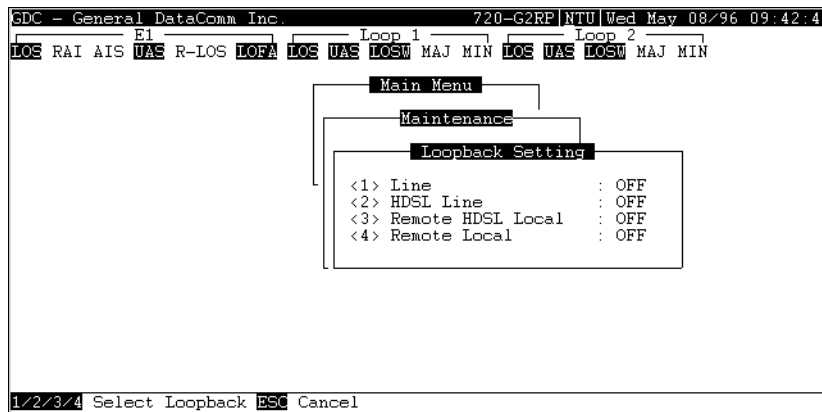 GDC - General DataComm Inc. 720-G2RP|NTU|Wed May 08/96 09:42:4
E1 Loop 1 Loop 2
LOS RAI AIS UAS R-LOS LOFA LOS UAS LOSW MAJ MIN LOS UAS LOSW MAJ MIN
Main Menu
Maintenance
Loopback Setting
<1> Line : OFF
<2> HDSL Line : OFF
<3> Remote HDSL Local : OFF
<4> Remote Local : OFF
1/2/3/4 Select Loopback ESC Cancel